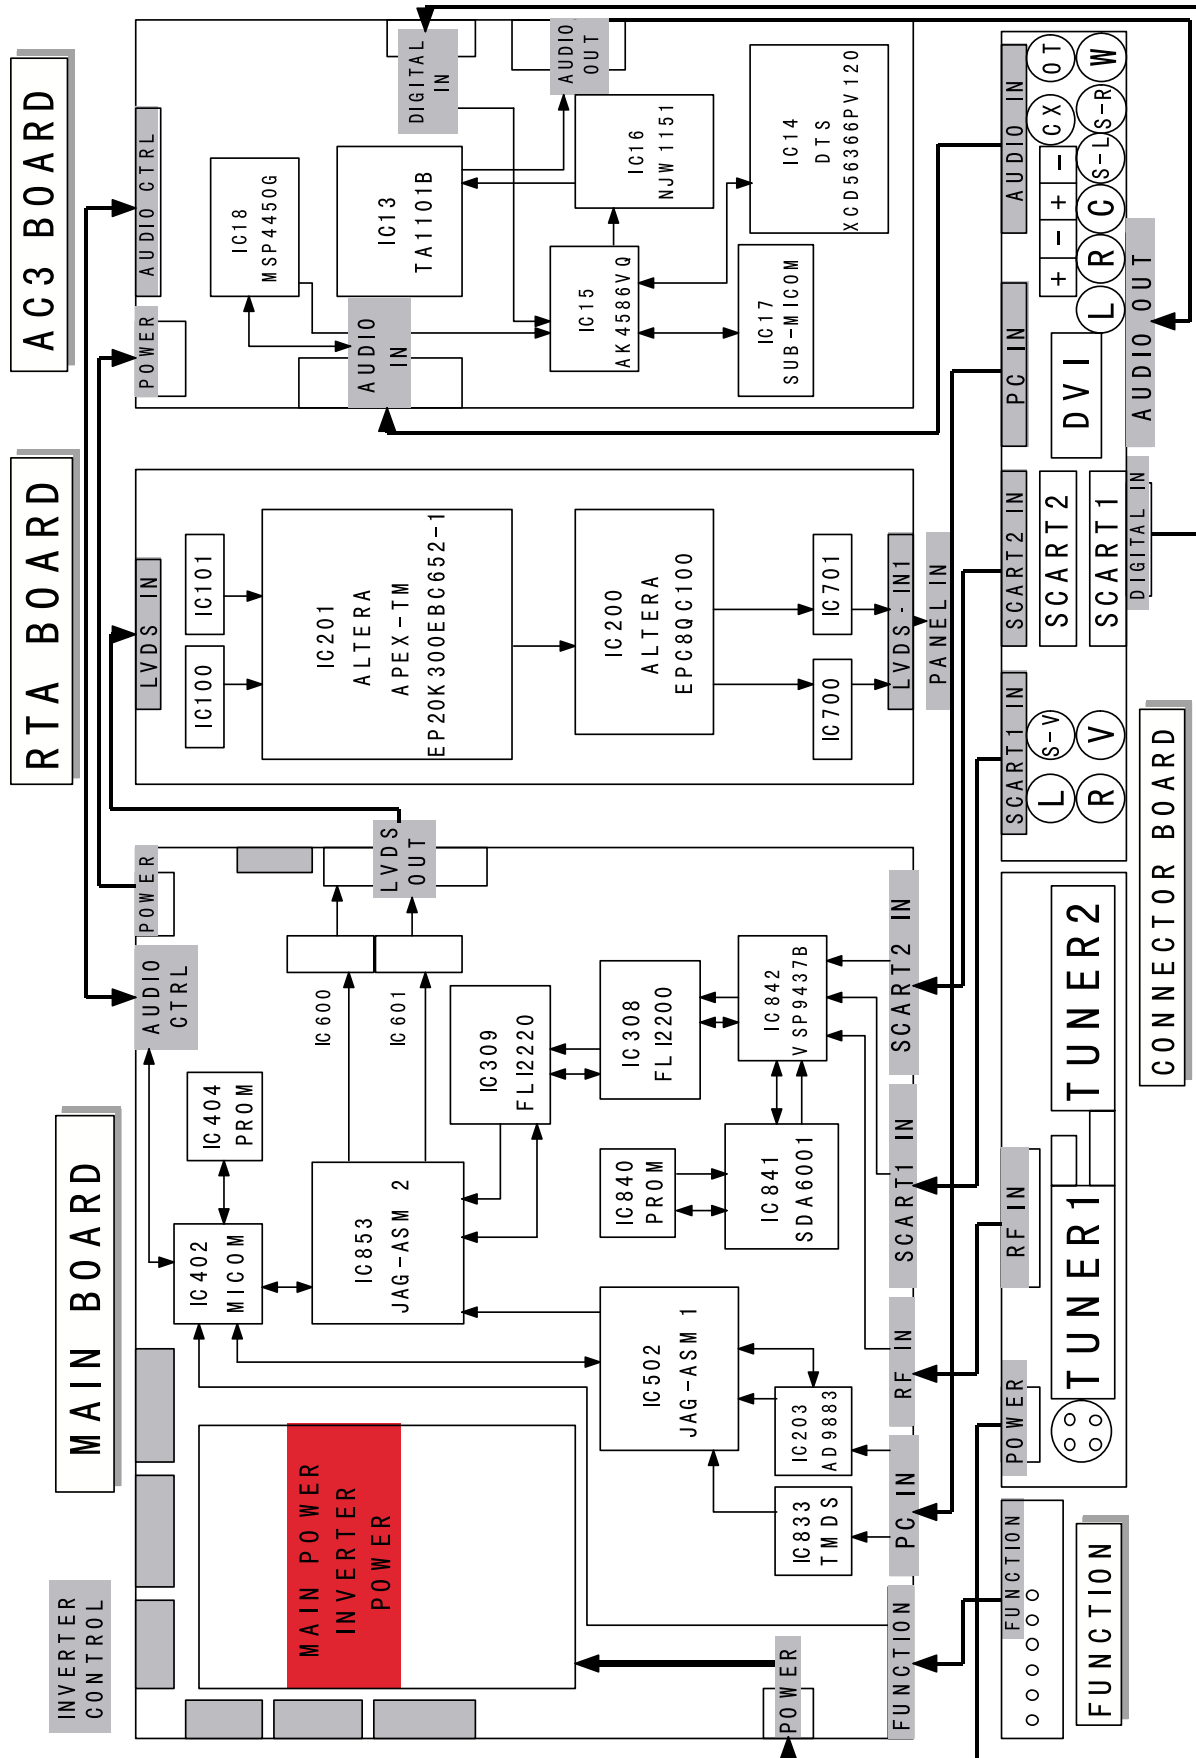 INVERTER
CONTROL
MAIN BOARD
RTA BOARD
AC3 BOARD
MAIN POWER
INVERTER
POWER
POWER
FUNCTION
IC402
MICOM
IC404
PROM
AUDIO
CTRL
POWER
IC853
JAG-ASM 2
IC600
IC601
LVDS
OUT
IC309
FLI2220
IC502
JAG-ASM 1
IC840
PROM
IC308
FLI2200
IC841
SDA6001
IC842
VSP9437B
IC833
TMDS
IC203
AD9883
PC IN
RF IN
SCART1 IN
SCART2 IN
LVDS IN
IC100
IC101
IC201
ALTERA
APEX-TM
EP20K300EBC652-1
IC200
ALTERA
EPC8QC100
IC700
IC701
LVDS-IN1
PANEL IN
POWER
AUDIO CTRL
IC18
MSP4450G
IC13
TA1101B
AUDIO
IN
DIGITAL
IN
AUDIO
OUT
IC15
AK4586VQ
IC16
NJW1151
IC17
SUB-MICOM
IC14
DTS
XCD56366PV120
FUNCTION
FUNCTION
POWER
RF IN
TUNER1
TUNER2
CONNECTOR BOARD
SCART1 IN
L
S-V
R
V
SCART2 IN
SCART2
SCART1
DIGITAL IN
PC IN
DVI
AUDIO OUT
AUDIO IN
+ - + -
CX
OT
L
R
C
S-L
S-R
W